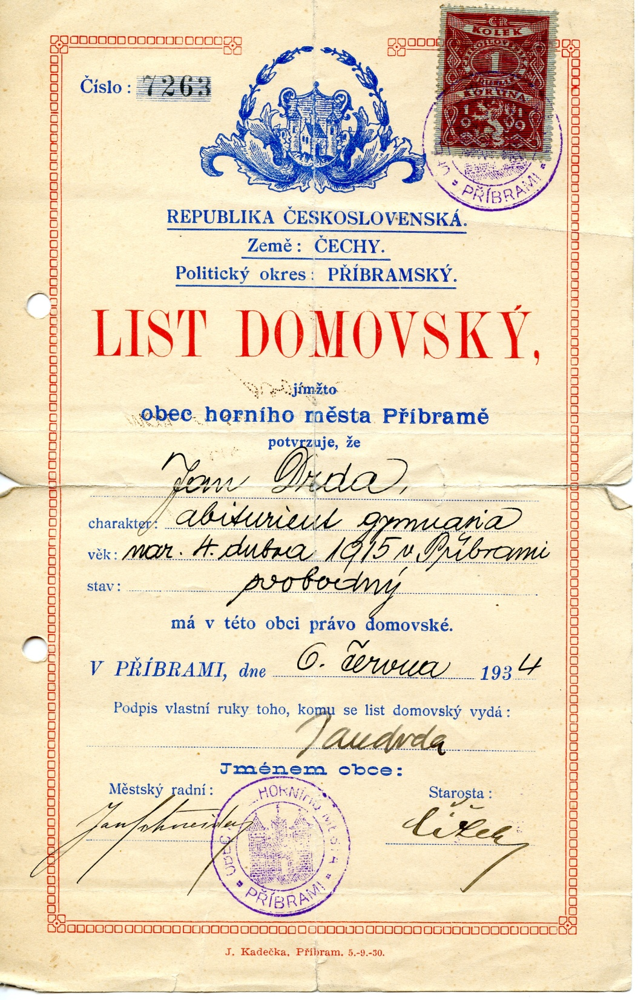 Číslo: 7263
ČR
KOLEK
1
KORUNA
1919
PŘÍBRAMI
REPUBLIKA ČESKOSLOVENSKÁ.
Země: ČECHY.
Politický okres: PŘÍBRAMSKÝ.
LIST DOMOVSKÝ,
jímžto
obec horního města Příbramě
potvrzuje, že
Jan Drda,
charakter: abiturient gymnasia
věk: nar. 4. dubna 1915 v Příbrami
stav: svobodný
má v této obci právo domovské.
V PŘÍBRAMI, dne 6. června 1934
Podpis vlastní ruky toho, komu se list domovský vydá:
Jan Drda
Jménem obce:
Městský radní:
Starosta:
Jan Schneider
Čížek
HORNÍHO MĚSTA
PŘÍBRAMI
J. Kadečka, Příbram. 5.-9.-30.